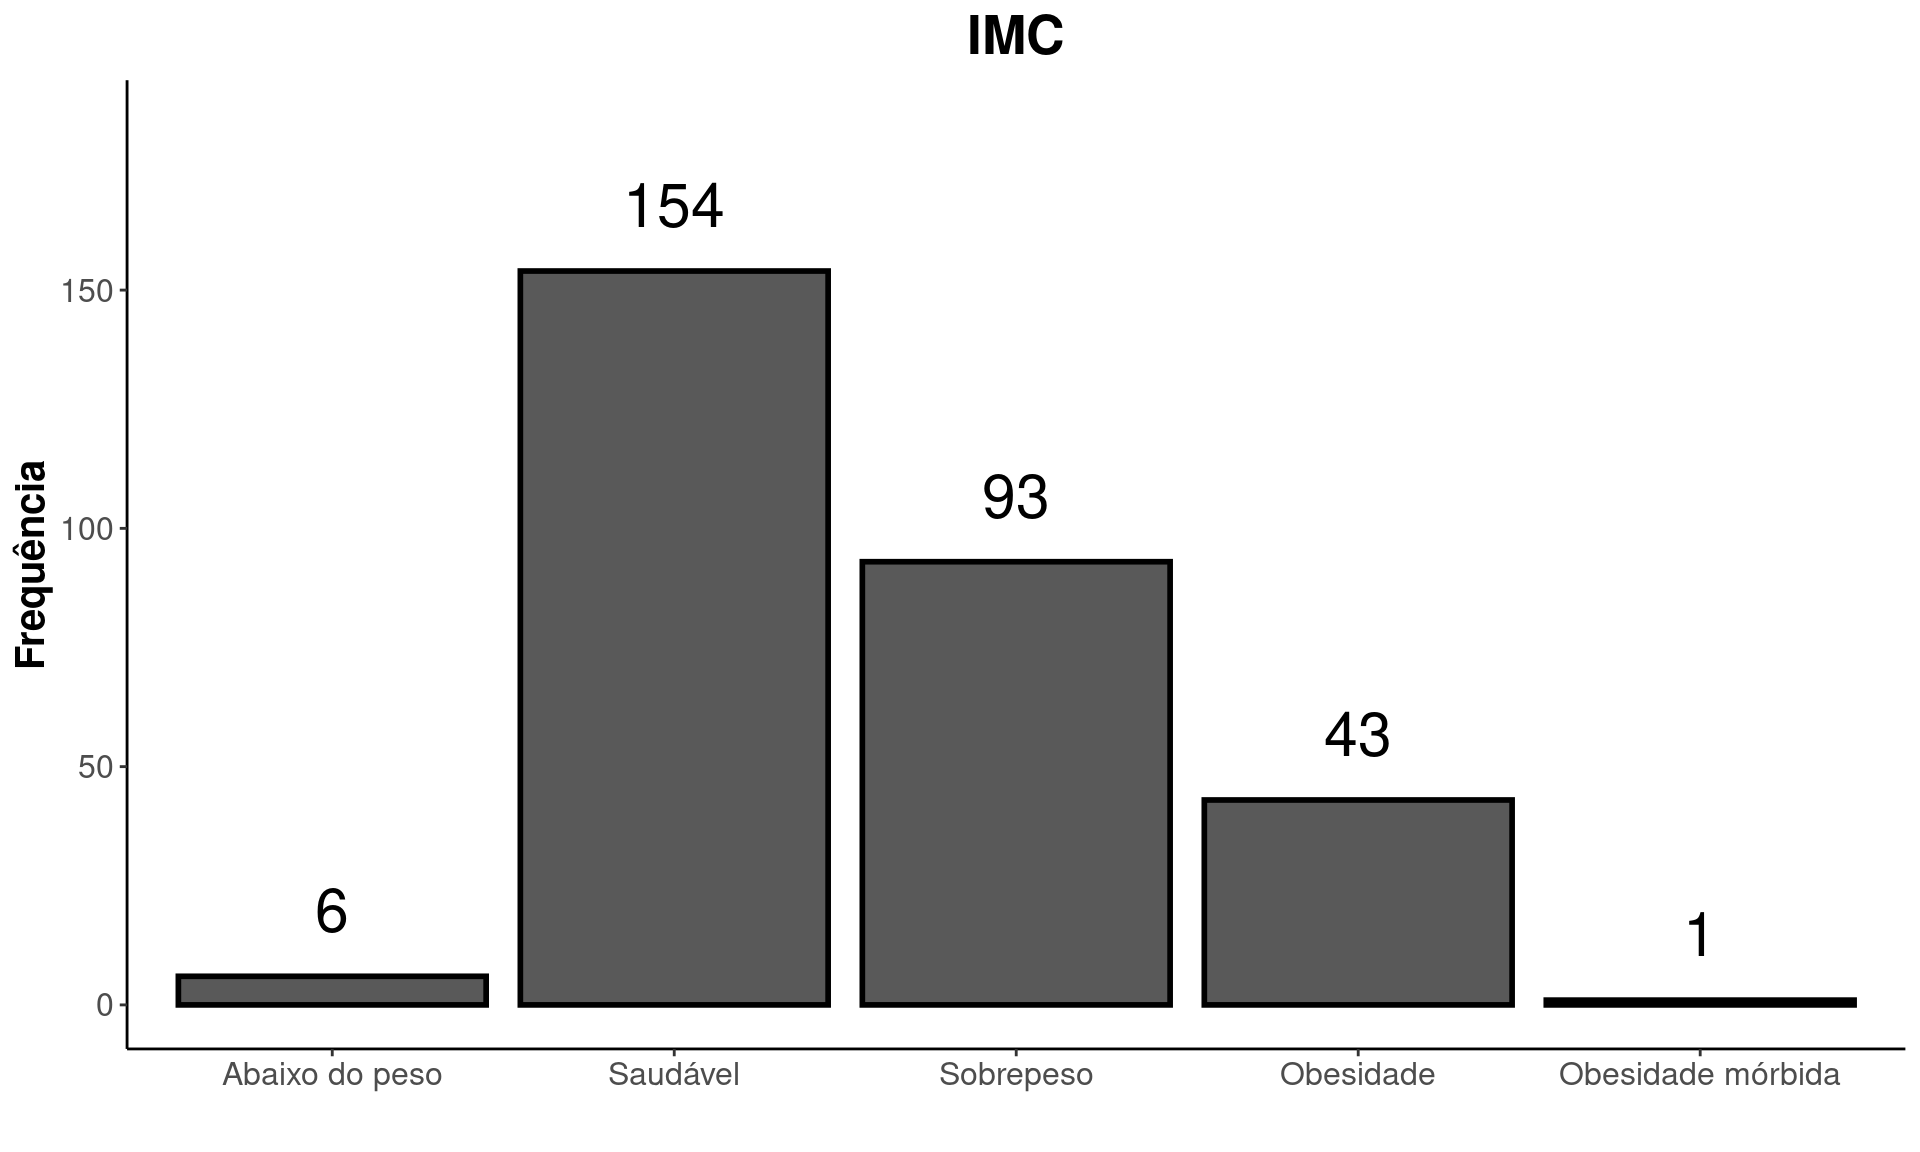 IMC
Frequência
150
100
50
0
6
154
93
43
1
Abaixo do peso
Saudável
Sobrepeso
Obesidade
Obesidade mórbida